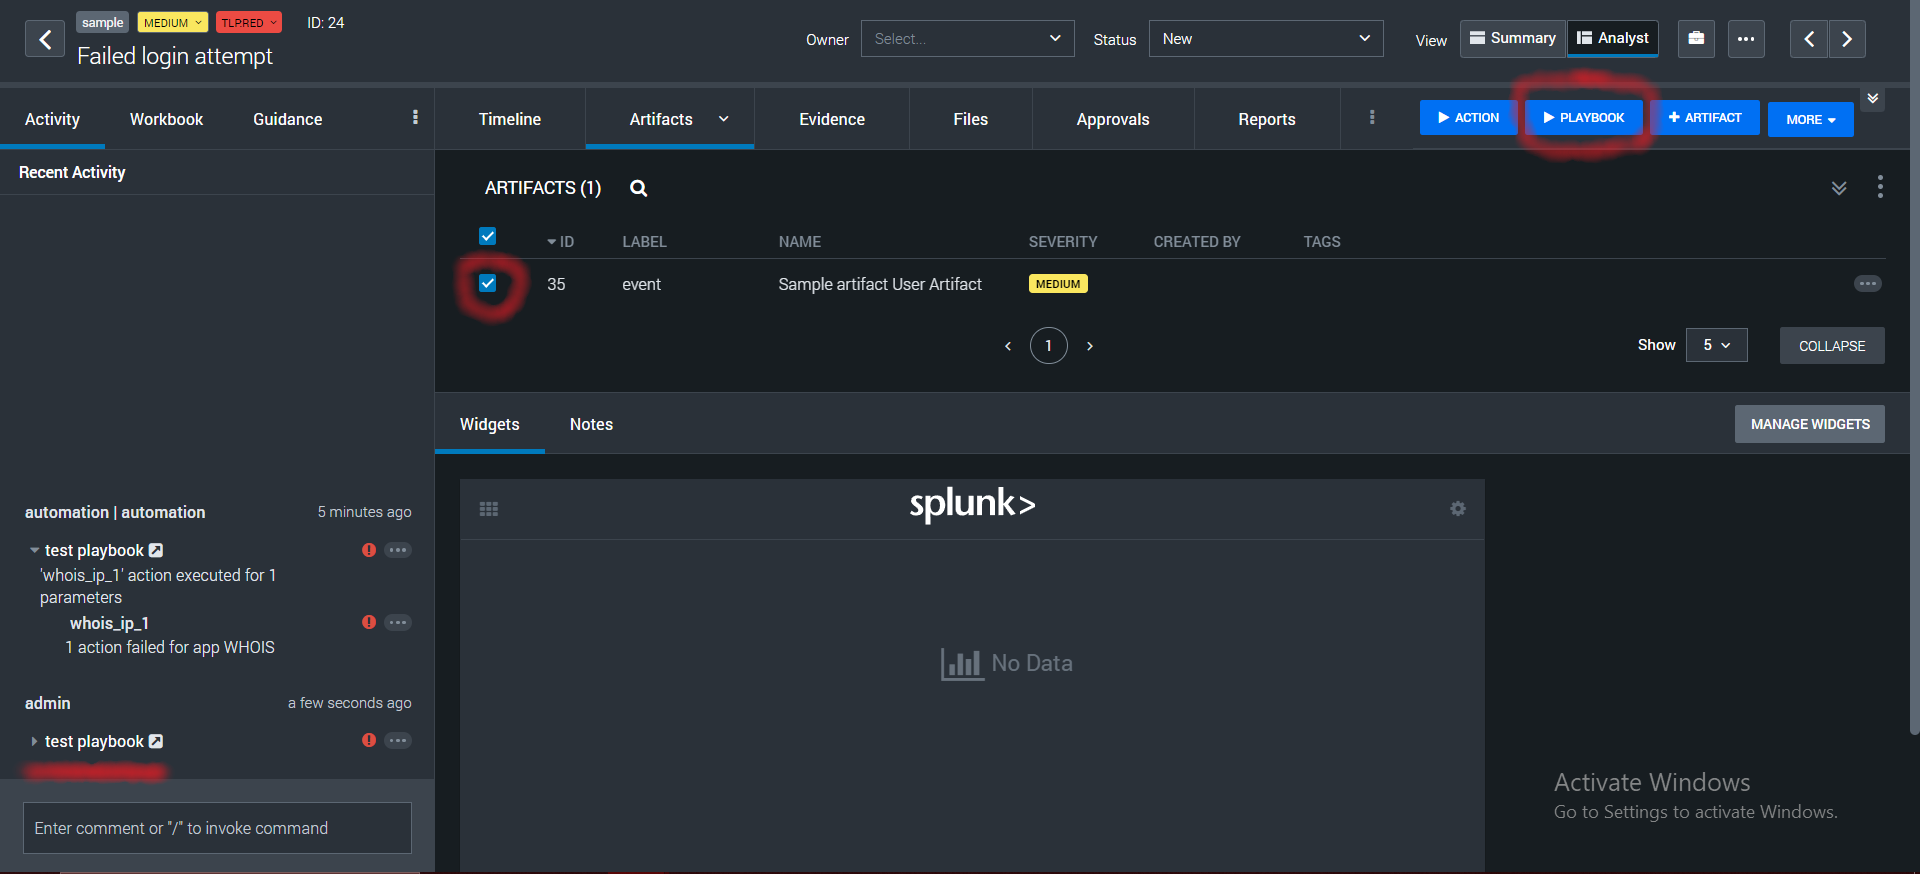 sample MEDIUM TLP:RED ID: 24
Failed login attempt
Owner Select... Status New View Summary Analyst
Activity Workbook Guidance
Timeline Artifacts Evidence Files Approvals Reports
ACTION PLAYBOOK + ARTIFACT MORE
Recent Activity
ARTIFACTS (1)
ID LABEL NAME SEVERITY CREATED BY TAGS
35 event Sample artifact User Artifact MEDIUM
‹ 1 ›
Show 5 COLLAPSE
Widgets Notes MANAGE WIDGETS
splunk>
No Data
automation | automation 5 minutes ago
test playbook
'whois_ip_1' action executed for 1
parameters
whois_ip_1
1 action failed for app WHOIS
admin a few seconds ago
test playbook
Enter comment or "/" to invoke command
Activate Windows
Go to Settings to activate Windows.